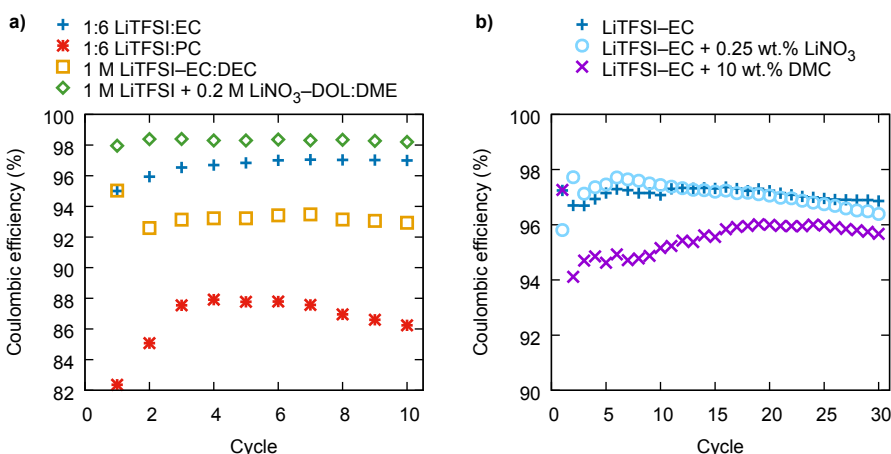 a)
1:6 LiTFSI:EC
1:6 LiTFSI:PC
1 M LiTFSI–EC:DEC
1 M LiTFSI + 0.2 M LiNO₃–DOL:DME
100
98
96
94
92
90
88
86
84
82
0 2 4 6 8 10
Coulombic efficiency (%)
Cycle
b)
LiTFSI–EC
LiTFSI–EC + 0.25 wt.% LiNO₃
LiTFSI–EC + 10 wt.% DMC
100
98
96
94
92
90
0 5 10 15 20 25 30
Coulombic efficiency (%)
Cycle